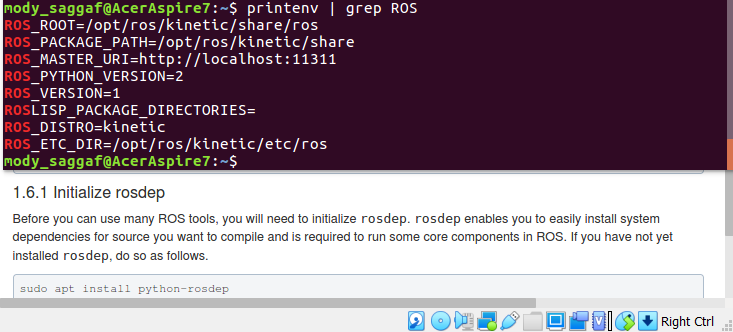 mody_saggaf@AcerAspire7:~$ printenv | grep ROS
ROS_ROOT=/opt/ros/kinetic/share/ros
ROS_PACKAGE_PATH=/opt/ros/kinetic/share
ROS_MASTER_URI=http://localhost:11311
ROS_PYTHON_VERSION=2
ROS_VERSION=1
ROSLISP_PACKAGE_DIRECTORIES=
ROS_DISTRO=kinetic
ROS_ETC_DIR=/opt/ros/kinetic/etc/ros
mody_saggaf@AcerAspire7:~$
1.6.1 Initialize rosdep
Before you can use many ROS tools, you will need to initialize rosdep. rosdep enables you to easily install system
dependencies for source you want to compile and is required to run some core components in ROS. If you have not yet
installed rosdep, do so as follows.
sudo apt install python-rosdep
Right Ctrl